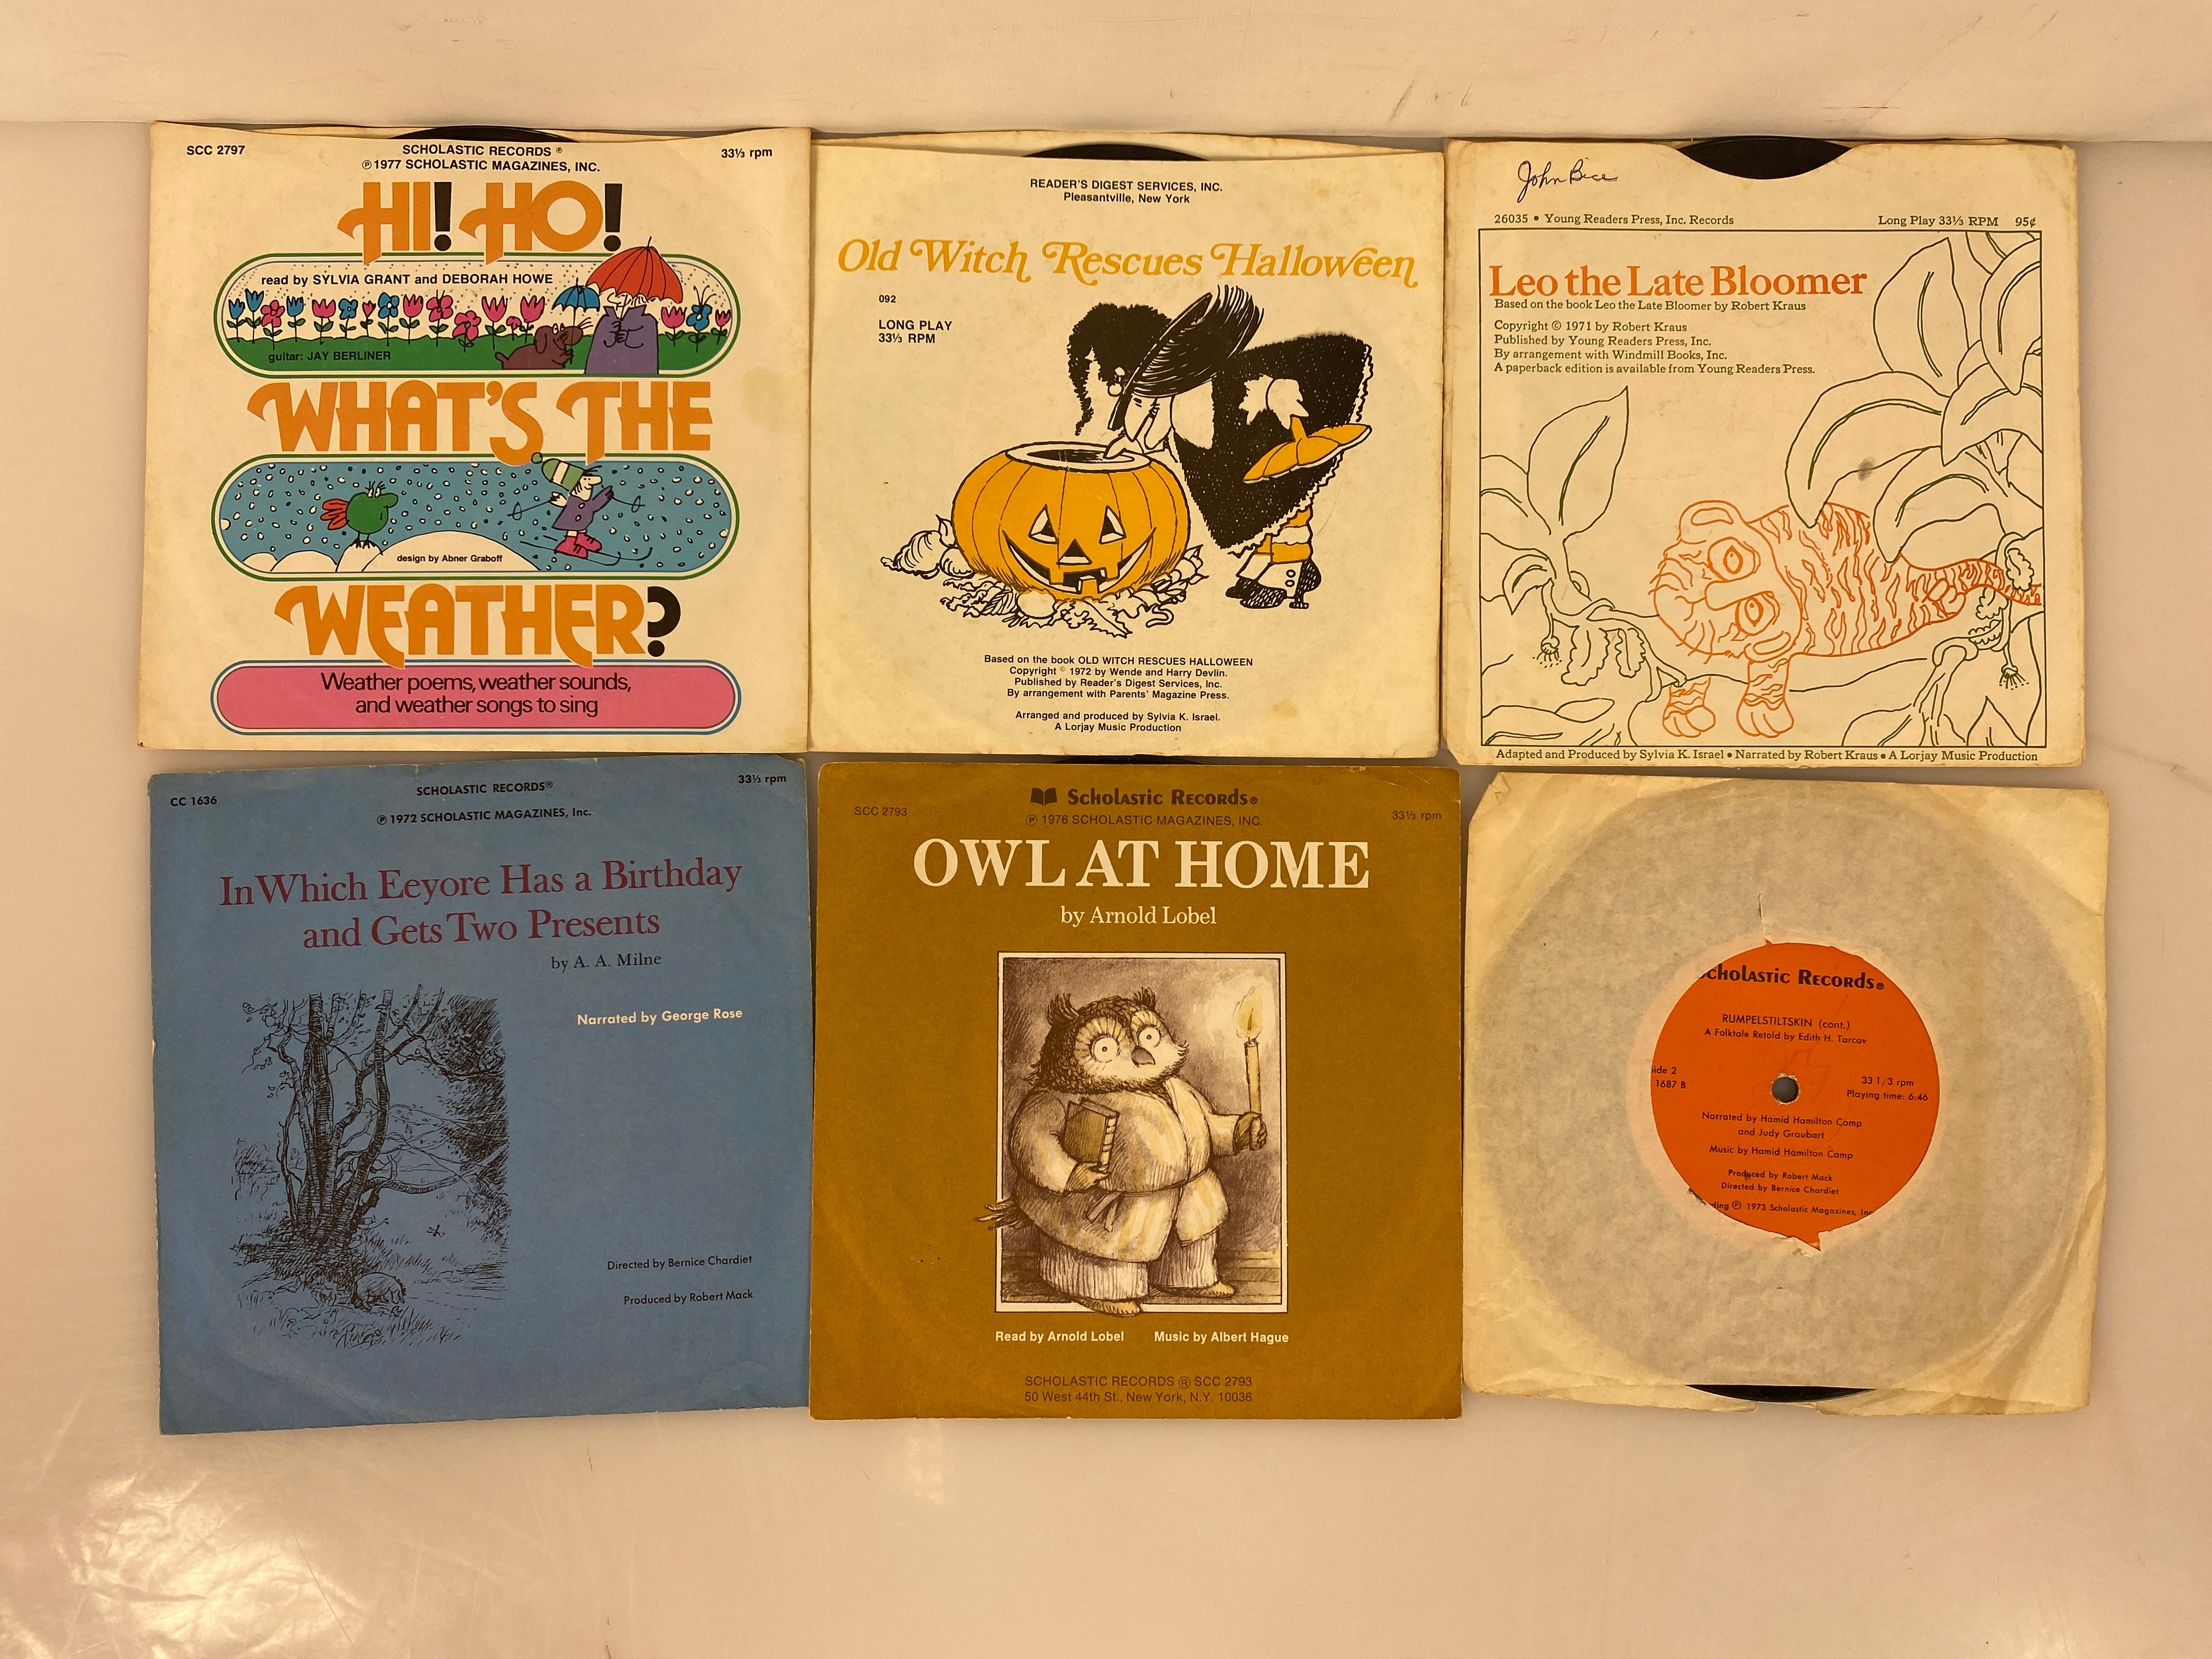 SCC 2797
SCHOLASTIC RECORDS ®
33⅓ rpm
℗ 1977 SCHOLASTIC MAGAZINES, INC.
HI! HO!
read by SYLVIA GRANT and DEBORAH HOWE
guitar: JAY BERLINER
WHAT'S THE
design by Abner Graboff
WEATHER?
Weather poems, weather sounds,
and weather songs to sing
READER'S DIGEST SERVICES, INC.
Pleasantville, New York
Old Witch Rescues Halloween
092
LONG PLAY
33⅓ RPM
Based on the book OLD WITCH RESCUES HALLOWEEN
Copyright © 1972 by Wende and Harry Devlin.
Published by Reader's Digest Services, Inc.
By arrangement with Parents' Magazine Press.
Arranged and produced by Sylvia K. Israel.
A Lorjay Music Production
John Bice
26035 • Young Readers Press, Inc. Records
Long Play 33⅓ RPM 95¢
Leo the Late Bloomer
Based on the book Leo the Late Bloomer by Robert Kraus
Copyright © 1971 by Robert Kraus
Published by Young Readers Press, Inc.
By arrangement with Windmill Books, Inc.
A paperback edition is available from Young Readers Press.
Adapted and Produced by Sylvia K. Israel • Narrated by Robert Kraus • A Lorjay Music Production
CC 1636
SCHOLASTIC RECORDS®
33⅓ rpm
℗ 1972 SCHOLASTIC MAGAZINES, Inc.
In Which Eeyore Has a Birthday
and Gets Two Presents
by A. A. Milne
Narrated by George Rose
Directed by Bernice Chardiet
Produced by Robert Mack
Scholastic Records®
SCC 2793
℗ 1976 SCHOLASTIC MAGAZINES, INC.
33⅓ rpm
OWL AT HOME
by Arnold Lobel
Read by Arnold Lobel
Music by Albert Hague
SCHOLASTIC RECORDS ® SCC 2793
50 West 44th St., New York, N.Y. 10036
Scholastic Records®
RUMPELSTILTSKIN (cont.)
A Folktale Retold by Edith H. Tarcov
ide 2
1687 B
33 1/3 rpm
Playing time: 6:46
Narrated by Hamid Hamilton Camp
and Judy Graubart
Music by Hamid Hamilton Camp
Produced by Robert Mack
Directed by Bernice Chardiet
ding ℗ 1973 Scholastic Magazines, Inc